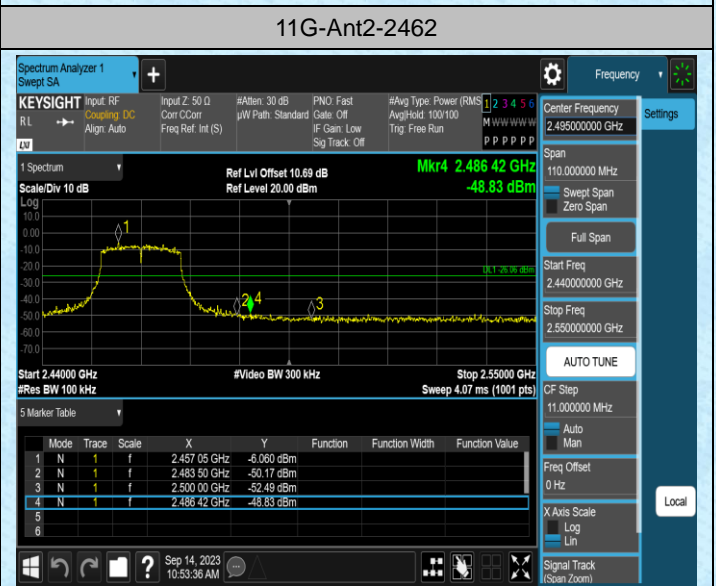 11G-Ant2-2462
Spectrum Analyzer 1
Swept SA
Frequency
KEYSIGHT
RL
LXI
Input: RF
Coupling: DC
Align: Auto
Input Z: 50 Ω
Corr CCorr
Freq Ref: Int (S)
#Atten: 30 dB
µW Path: Standard
PNO: Fast
Gate: Off
IF Gain: Low
Sig Track: Off
#Avg Type: Power (RMS
Avg|Hold: 100/100
Trig: Free Run
1 2 3 4 5 6
M W W W W W
P P P P P P
1 Spectrum
Scale/Div 10 dB
Ref Lvl Offset 10.69 dB
Ref Level 20.00 dBm
Mkr4 2.486 42 GHz
-48.83 dBm
Log
10.0
0.00
-10.0
-20.0
-30.0
-40.0
-50.0
-60.0
-70.0
1
2 4
3
DL1 -26.06 dBm
Start 2.44000 GHz
#Video BW 300 kHz
Stop 2.55000 GHz
#Res BW 100 kHz
Sweep 4.07 ms (1001 pts)
5 Marker Table
Mode Trace Scale X Y Function Function Width Function Value
1 N 1 f 2.457 05 GHz -6.060 dBm
2 N 1 f 2.483 50 GHz -50.17 dBm
3 N 1 f 2.500 00 GHz -52.49 dBm
4 N 1 f 2.486 42 GHz -48.83 dBm
5
6
Sep 14, 2023
10:53:36 AM
Center Frequency
2.495000000 GHz
Settings
Span
110.000000 MHz
Swept Span
Zero Span
Full Span
Start Freq
2.440000000 GHz
Stop Freq
2.550000000 GHz
AUTO TUNE
CF Step
11.000000 MHz
Auto
Man
Freq Offset
0 Hz
Local
X Axis Scale
Log
Lin
Signal Track
(Span Zoom)